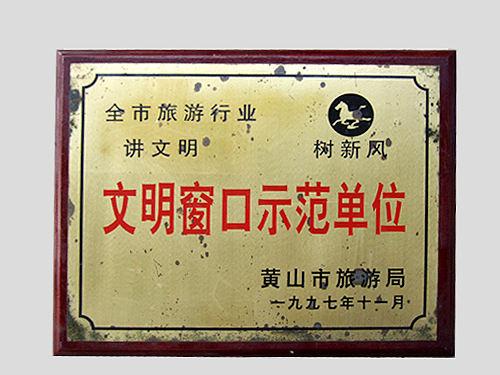 全市旅游行业
讲文明 树新风
文明窗口示范单位
黄山市旅游局
一九九七年十一月